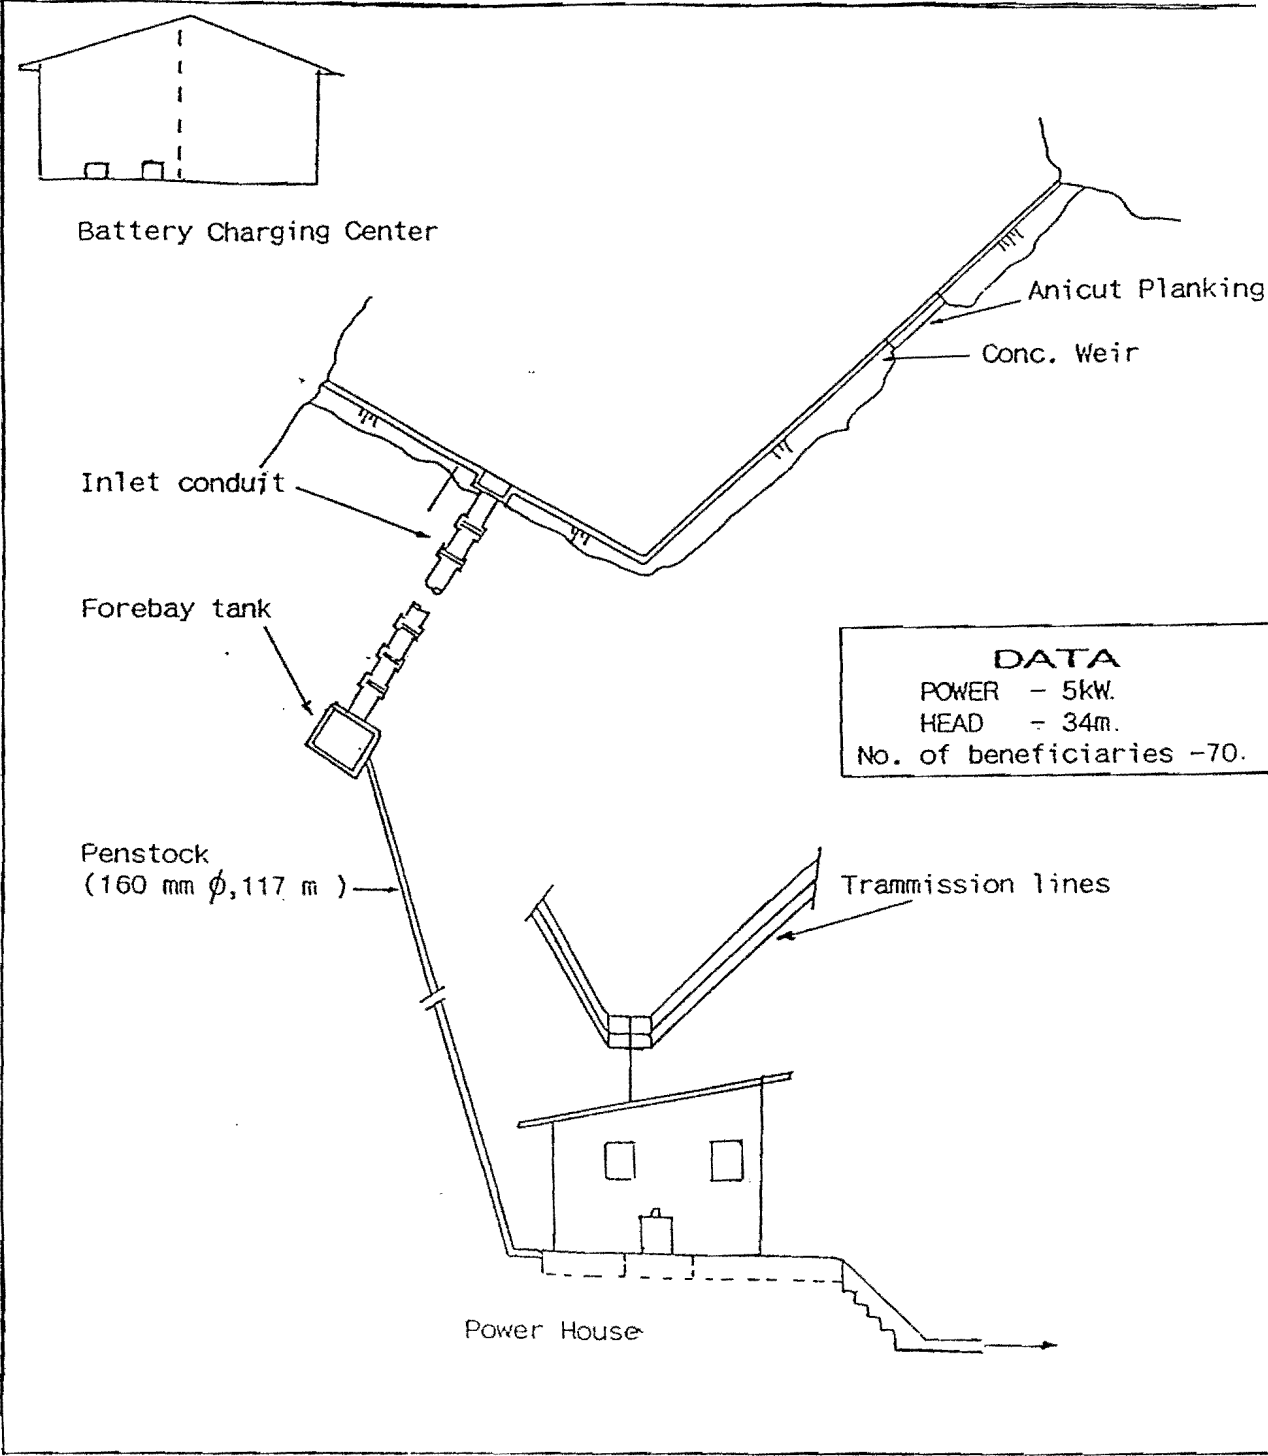 Battery Charging Center
Anicut Planking
Conc. Weir
Inlet conduit
Forebay tank
DATA
POWER - 5kW.
HEAD - 34m.
No. of beneficiaries -70.
Penstock
(160 mm ϕ,117 m )
Trammission lines
Power House